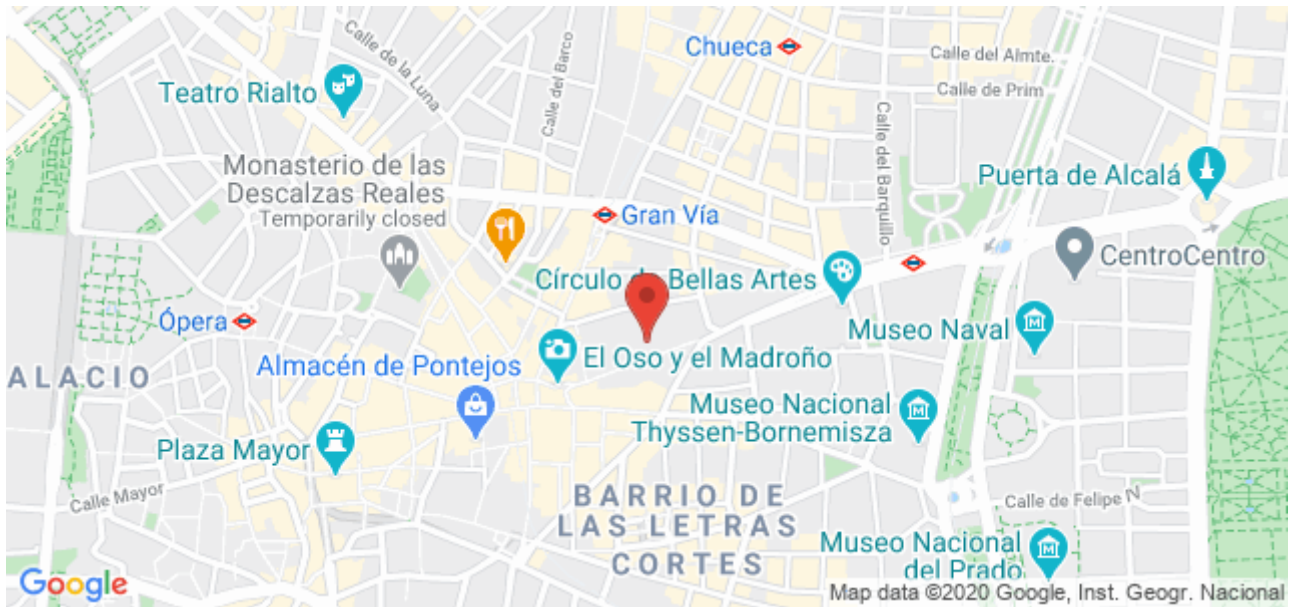 Chueca
Calle del Almte.
Calle de la Luna
Calle del Barco
Teatro Rialto
Calle de Prim
Calle del Barquillo
Monasterio de las
Descalzas Reales
Temporarily closed
Puerta de Alcalá
Gran Vía
CentroCentro
Círculo de Bellas Artes
Ópera
Museo Naval
El Oso y el Madroño
Almacén de Pontejos
ALACIO
Museo Nacional
Thyssen-Bornemisza
Plaza Mayor
Calle Mayor
BARRIO DE
LAS LETRAS
CORTES
Calle de Felipe IV
Museo Nacional
del Prado
Google
Map data ©2020 Google, Inst. Geogr. Nacional